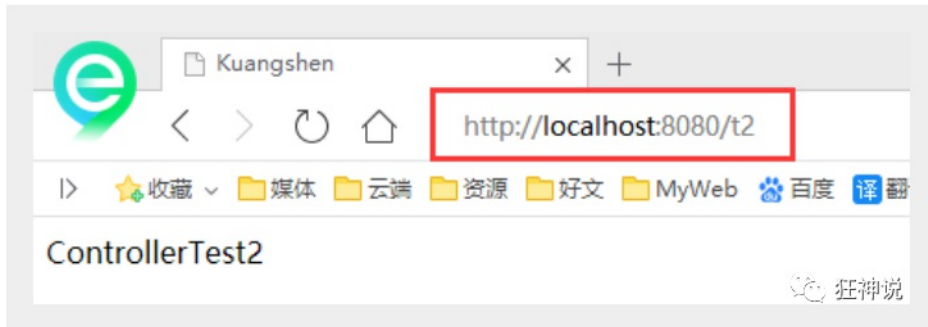 Kuangshen
http://localhost:8080/t2
收藏 媒体 云端 资源 好文 MyWeb 百度 译 翻
ControllerTest2
狂神说